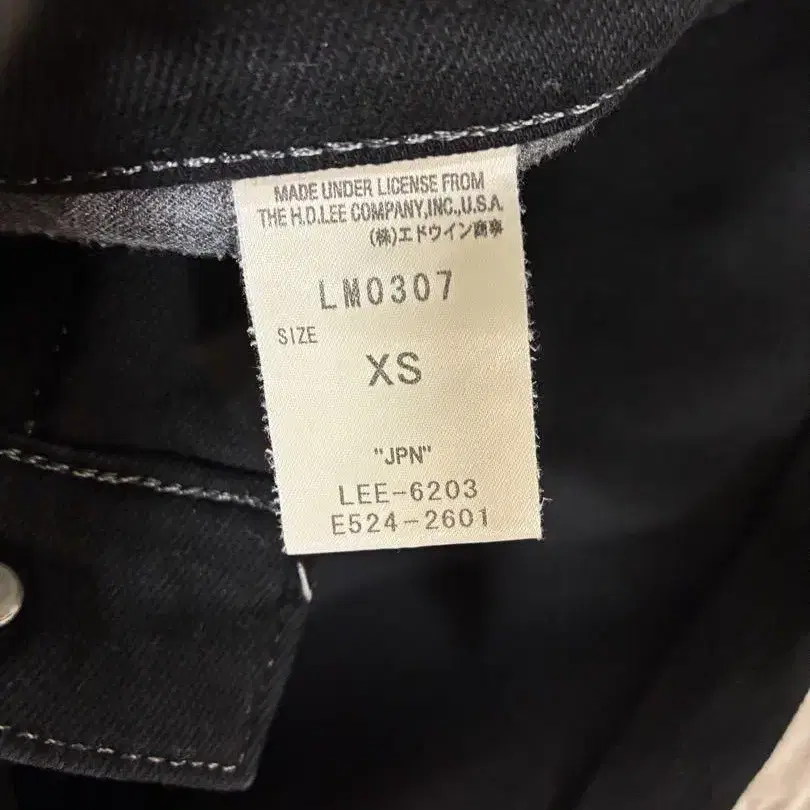 MADE UNDER LICENSE FROM
THE H.D.LEE COMPANY,INC.,U.S.A.
(株)エドウイン商事
LM0307
SIZE
XS
"JPN"
LEE-6203
E524-2601